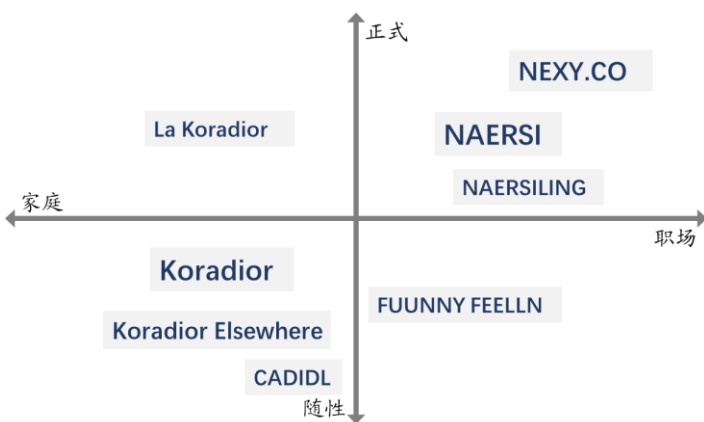 正式
NEXY.CO
La Koradior
NAERSI
NAERSILING
家庭
职场
Koradior
FUUNNY FEELLN
Koradior Elsewhere
CADIDL
随性